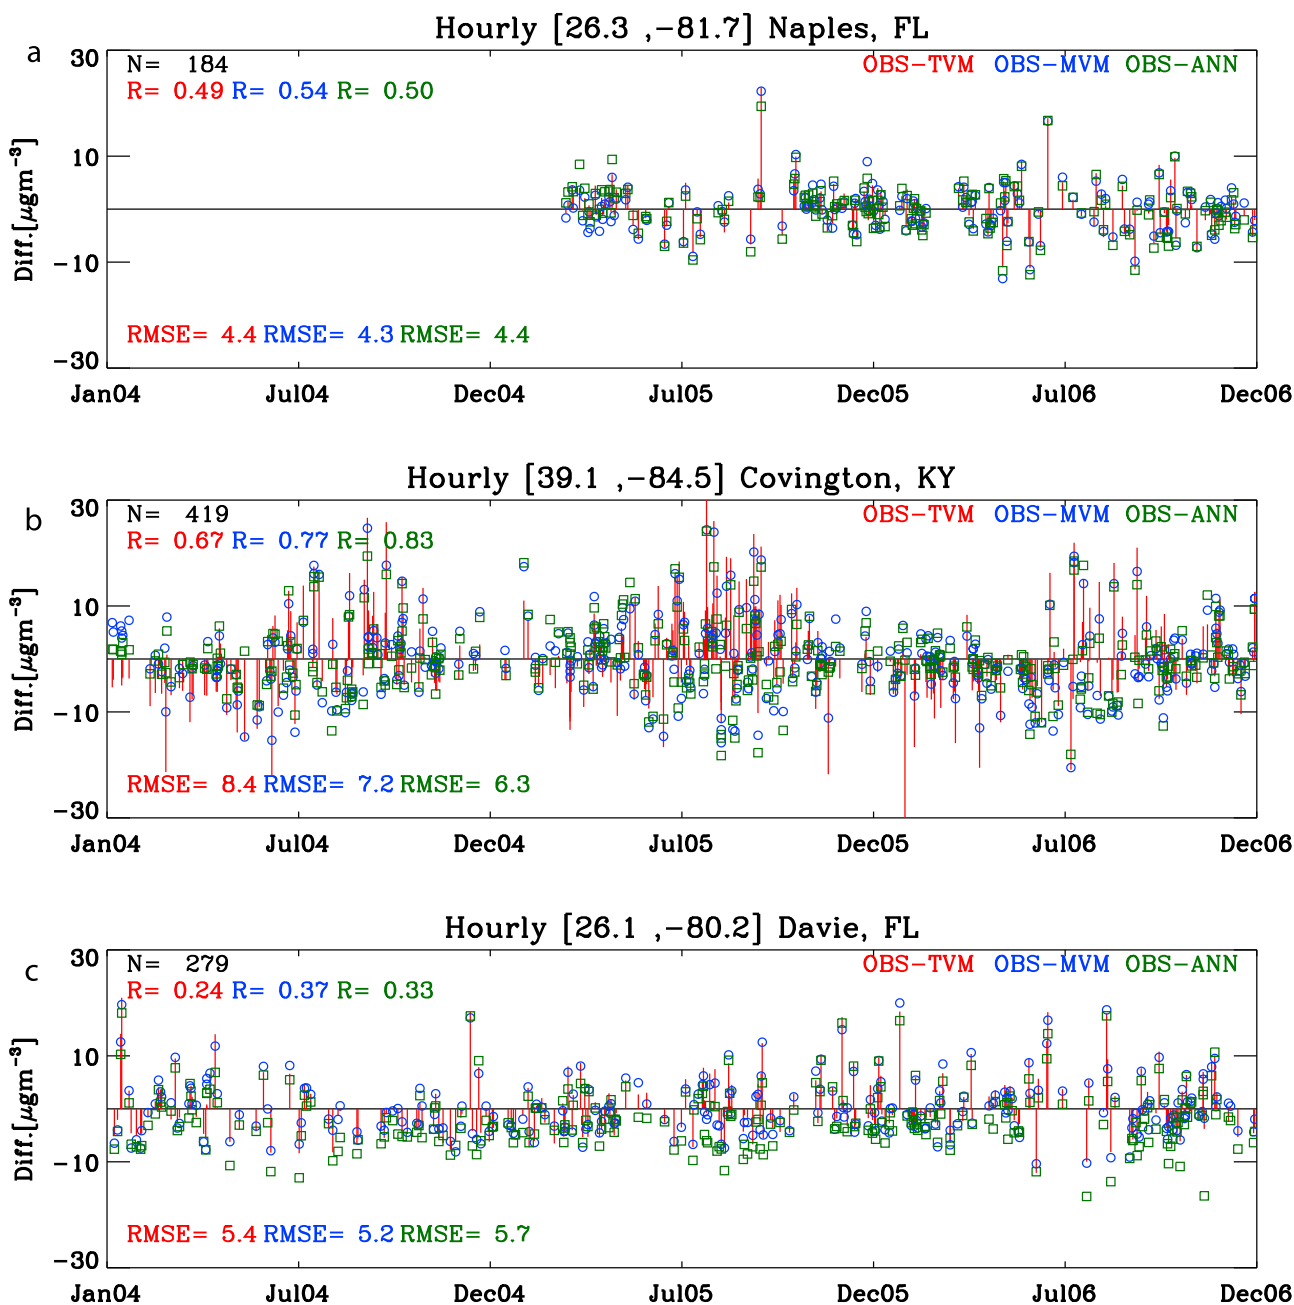 a
Hourly [26.3 ,−81.7] Naples, FL
N= 184
OBS−TVM OBS−MVM OBS−ANN
R= 0.49 R= 0.54 R= 0.50
30
10
−10
−30
Diff.[μgm⁻³]
RMSE= 4.4 RMSE= 4.3 RMSE= 4.4
Jan04 Jul04 Dec04 Jul05 Dec05 Jul06 Dec06
b
Hourly [39.1 ,−84.5] Covington, KY
N= 419
OBS−TVM OBS−MVM OBS−ANN
R= 0.67 R= 0.77 R= 0.83
30
10
−10
−30
Diff.[μgm⁻³]
RMSE= 8.4 RMSE= 7.2 RMSE= 6.3
Jan04 Jul04 Dec04 Jul05 Dec05 Jul06 Dec06
c
Hourly [26.1 ,−80.2] Davie, FL
N= 279
OBS−TVM OBS−MVM OBS−ANN
R= 0.24 R= 0.37 R= 0.33
30
10
−10
−30
Diff.[μgm⁻³]
RMSE= 5.4 RMSE= 5.2 RMSE= 5.7
Jan04 Jul04 Dec04 Jul05 Dec05 Jul06 Dec06